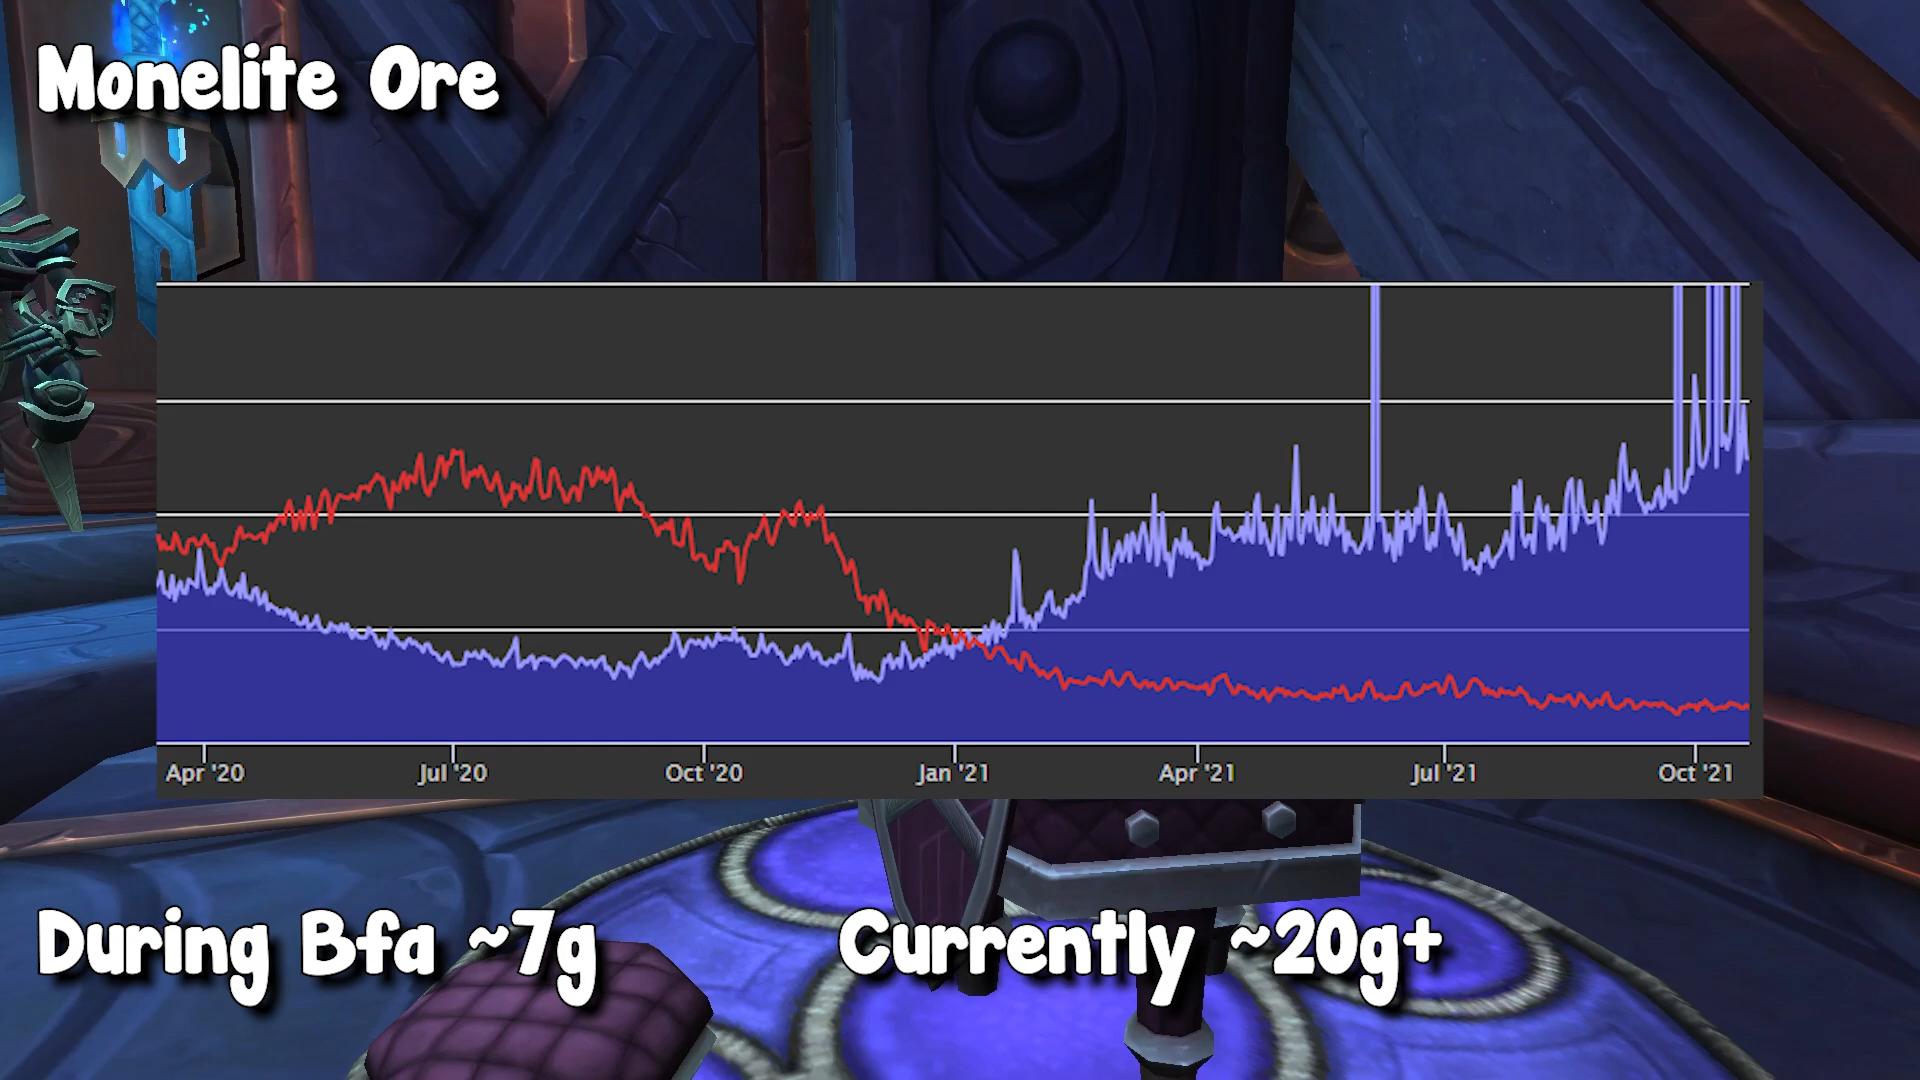 Monelite Ore
Apr '20 Jul '20 Oct '20 Jan '21 Apr '21 Jul '21 Oct '21
During Bfa ~7g Currently ~20g+